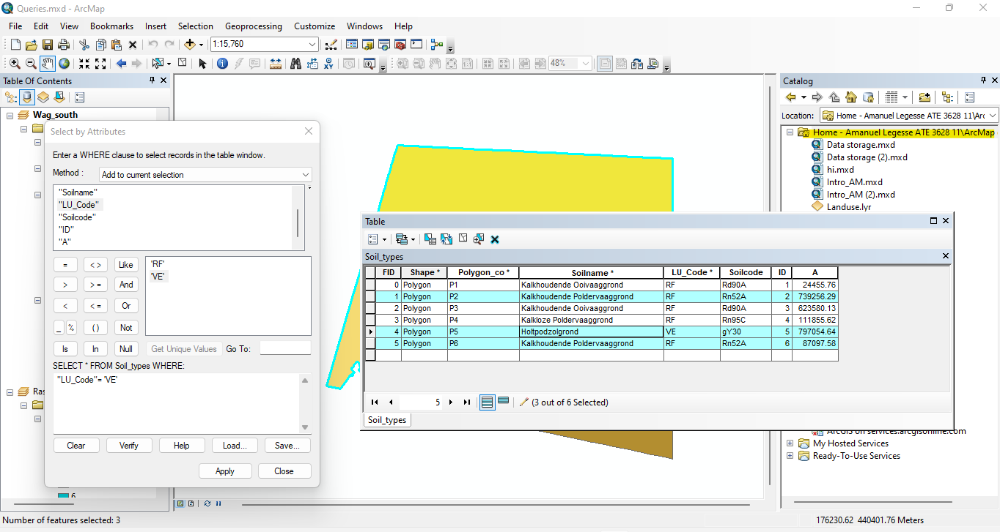 Queries.mxd - ArcMap
File Edit View Bookmarks Insert Selection Geoprocessing Customize Windows Help
1:15,760
48%
Table Of Contents
Wag_south
Ras
6
Select by Attributes
Enter a WHERE clause to select records in the table window.
Method : Add to current selection
"Soilname"
"LU_Code"
"Soilcode"
"ID"
"A"
= < > Like
> > = And
< < = Or
_ % ( ) Not
Is In Null
'RF'
'VE'
Get Unique Values Go To:
SELECT * FROM Soil_types WHERE:
"LU_Code"= 'VE'
Clear Verify Help Load... Save...
Apply Close
Table
Soil_types
FID Shape * Polygon_co * Soilname * LU_Code * Soilcode ID A
0 Polygon P1 Kalkhoudende Ooivaaggrond RF Rd90A 1 24455.76
1 Polygon P2 Kalkhoudende Poldervaaggrond RF Rn52A 2 739256.29
2 Polygon P3 Kalkhoudende Ooivaaggrond RF Rd90A 3 623580.13
3 Polygon P4 Kalkloze Poldervaaggrond RF Rn95C 4 111855.62
4 Polygon P5 Holtpodzolgrond VE gY30 5 797054.64
5 Polygon P6 Kalkhoudende Poldervaaggrond RF Rn52A 6 87097.58
5 (3 out of 6 Selected)
Soil_types
Catalog
Location: Home - Amanuel Legesse ATE 3628 11\Arc
Home - Amanuel Legesse ATE 3628 11\ArcMap
Data storage.mxd
Data storage (2).mxd
hi.mxd
Intro_AM.mxd
Intro_AM (2).mxd
Landuse.lyr
ArcGIS on services.arcgisonline.com
My Hosted Services
Ready-To-Use Services
Number of features selected: 3
176230.62 440401.76 Meters